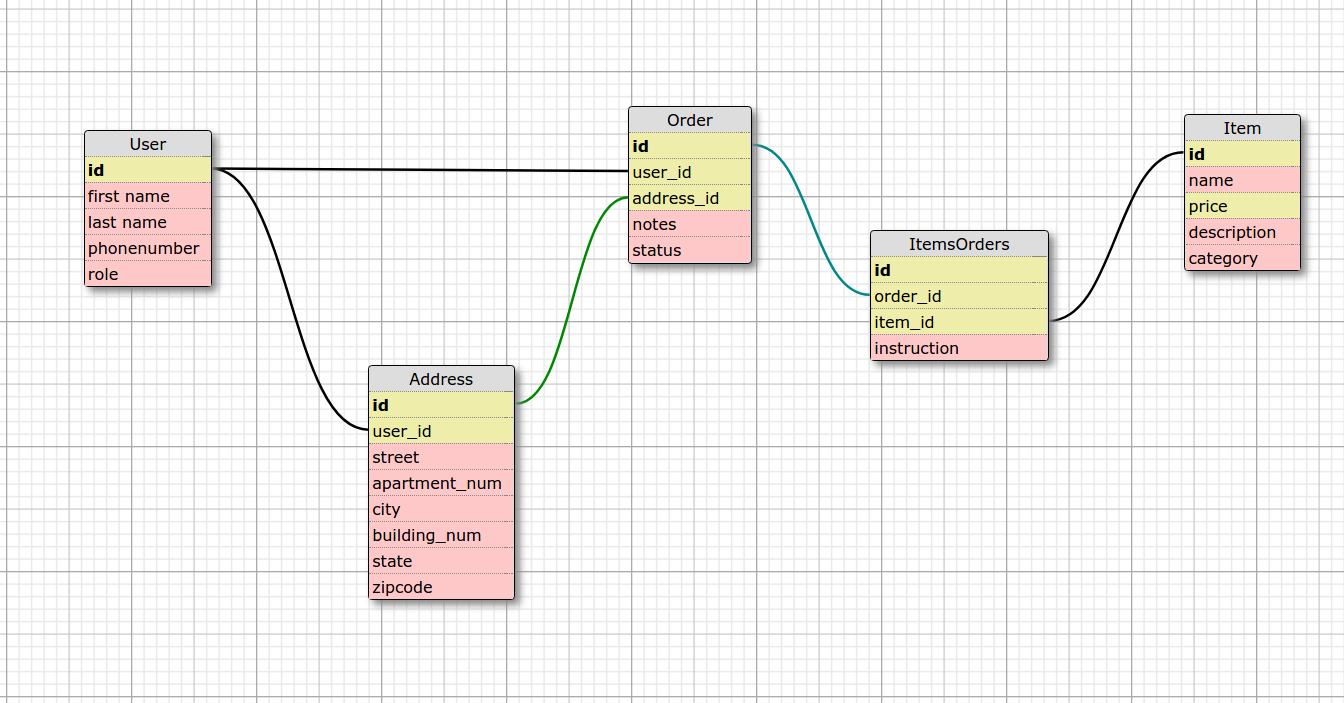 User
id
first name
last name
phonenumber
role
Address
id
user_id
street
apartment_num
city
building_num
state
zipcode
Order
id
user_id
address_id
notes
status
ItemsOrders
id
order_id
item_id
instruction
Item
id
name
price
description
category